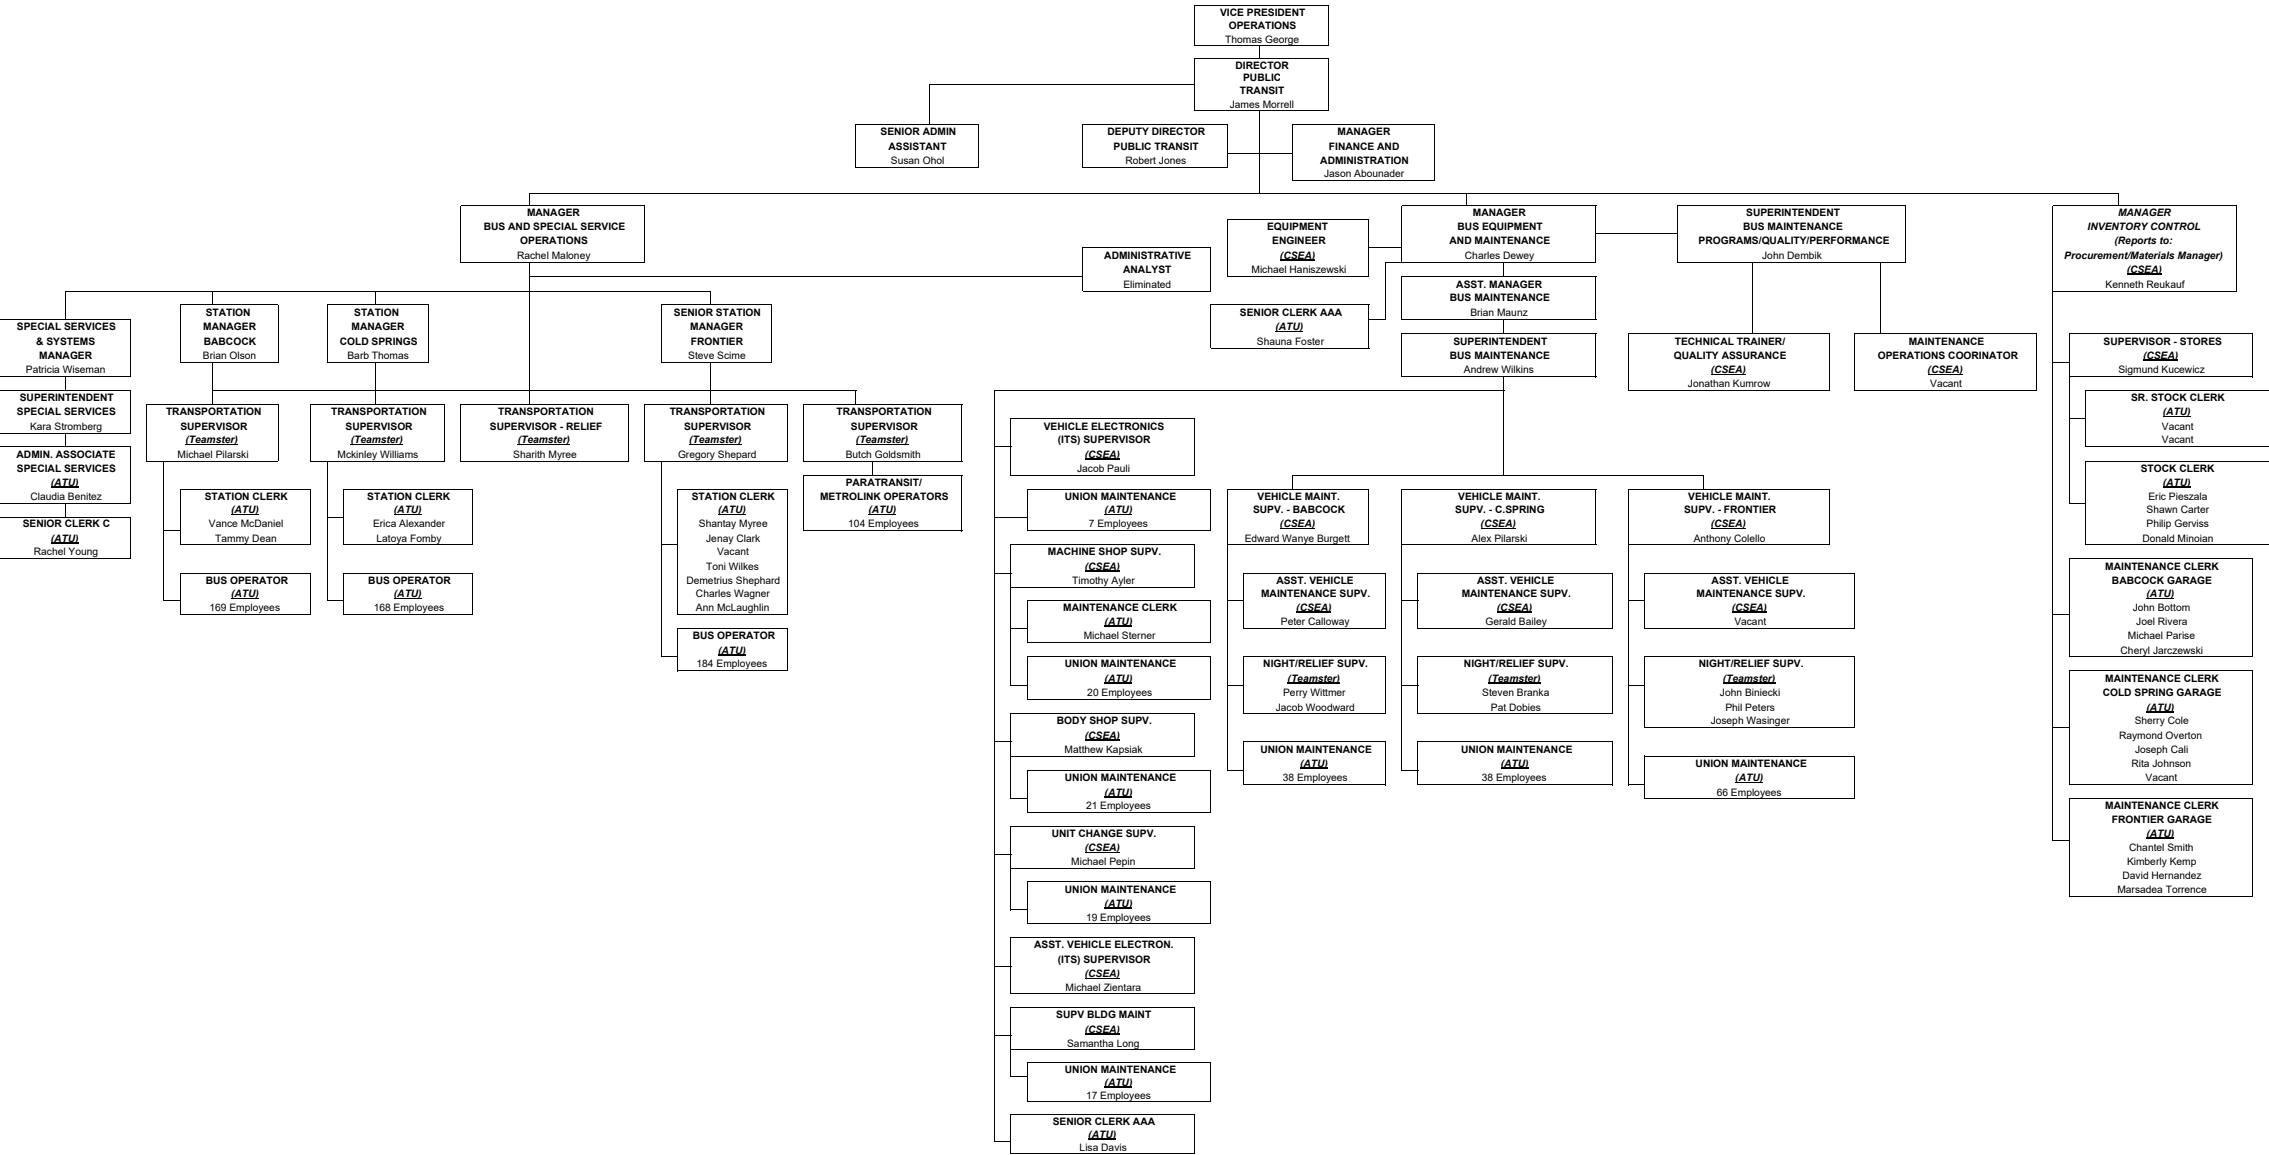 VICE PRESIDENT
OPERATIONS
Thomas George
DIRECTOR
PUBLIC
TRANSIT
James Morrell
SENIOR ADMIN
ASSISTANT
Susan Ohol
DEPUTY DIRECTOR
PUBLIC TRANSIT
Robert Jones
MANAGER
FINANCE AND
ADMINISTRATION
Jason Abounader
MANAGER
BUS AND SPECIAL SERVICE
OPERATIONS
Rachel Maloney
ADMINISTRATIVE
ANALYST
Eliminated
SPECIAL SERVICES
& SYSTEMS
MANAGER
Patricia Wiseman
SUPERINTENDENT
SPECIAL SERVICES
Kara Stromberg
ADMIN. ASSOCIATE
SPECIAL SERVICES
(ATU)
Claudia Benitez
SENIOR CLERK C
(ATU)
Rachel Young
STATION
MANAGER
BABCOCK
Brian Olson
TRANSPORTATION
SUPERVISOR
(Teamster)
Michael Pilarski
STATION CLERK
(ATU)
Vance McDaniel
Tammy Dean
BUS OPERATOR
(ATU)
169 Employees
STATION
MANAGER
COLD SPRINGS
Barb Thomas
TRANSPORTATION
SUPERVISOR
(Teamster)
Mckinley Williams
STATION CLERK
(ATU)
Erica Alexander
Latoya Fomby
BUS OPERATOR
(ATU)
168 Employees
TRANSPORTATION
SUPERVISOR - RELIEF
(Teamster)
Sharith Myree
SENIOR STATION
MANAGER
FRONTIER
Steve Scime
TRANSPORTATION
SUPERVISOR
(Teamster)
Gregory Shepard
STATION CLERK
(ATU)
Shantay Myree
Jenay Clark
Vacant
Toni Wilkes
Demetrius Shephard
Charles Wagner
Ann McLaughlin
BUS OPERATOR
(ATU)
184 Employees
TRANSPORTATION
SUPERVISOR
(Teamster)
Butch Goldsmith
PARATRANSIT/
METROLINK OPERATORS
(ATU)
104 Employees
EQUIPMENT
ENGINEER
(CSEA)
Michael Haniszewski
MANAGER
BUS EQUIPMENT
AND MAINTENANCE
Charles Dewey
SENIOR CLERK AAA
(ATU)
Shauna Foster
ASST. MANAGER
BUS MAINTENANCE
Brian Maunz
SUPERINTENDENT
BUS MAINTENANCE
Andrew Wilkins
VEHICLE ELECTRONICS
(ITS) SUPERVISOR
(CSEA)
Jacob Pauli
UNION MAINTENANCE
(ATU)
7 Employees
MACHINE SHOP SUPV.
(CSEA)
Timothy Ayler
MAINTENANCE CLERK
(ATU)
Michael Sterner
UNION MAINTENANCE
(ATU)
20 Employees
BODY SHOP SUPV.
(CSEA)
Matthew Kapsiak
UNION MAINTENANCE
(ATU)
21 Employees
UNIT CHANGE SUPV.
(CSEA)
Michael Pepin
UNION MAINTENANCE
(ATU)
19 Employees
ASST. VEHICLE ELECTRON.
(ITS) SUPERVISOR
(CSEA)
Michael Zientara
SUPV BLDG MAINT
(CSEA)
Samantha Long
UNION MAINTENANCE
(ATU)
17 Employees
SENIOR CLERK AAA
(ATU)
Lisa Davis
VEHICLE MAINT.
SUPV. - BABCOCK
(CSEA)
Edward Wanye Burgett
ASST. VEHICLE
MAINTENANCE SUPV.
(CSEA)
Peter Calloway
NIGHT/RELIEF SUPV.
(Teamster)
Perry Wittmer
Jacob Woodward
UNION MAINTENANCE
(ATU)
38 Employees
VEHICLE MAINT.
SUPV. - C.SPRING
(CSEA)
Alex Pilarski
ASST. VEHICLE
MAINTENANCE SUPV.
(CSEA)
Gerald Bailey
NIGHT/RELIEF SUPV.
(Teamster)
Steven Branka
Pat Dobies
UNION MAINTENANCE
(ATU)
38 Employees
VEHICLE MAINT.
SUPV. - FRONTIER
(CSEA)
Anthony Colello
ASST. VEHICLE
MAINTENANCE SUPV.
(CSEA)
Vacant
NIGHT/RELIEF SUPV.
(Teamster)
John Biniecki
Phil Peters
Joseph Wasinger
UNION MAINTENANCE
(ATU)
66 Employees
SUPERINTENDENT
BUS MAINTENANCE
PROGRAMS/QUALITY/PERFORMANCE
John Dembik
TECHNICAL TRAINER/
QUALITY ASSURANCE
(CSEA)
Jonathan Kumrow
MAINTENANCE
OPERATIONS COORINATOR
(CSEA)
Vacant
MANAGER
INVENTORY CONTROL
(Reports to:
Procurement/Materials Manager)
(CSEA)
Kenneth Reukauf
SUPERVISOR - STORES
(CSEA)
Sigmund Kucewicz
SR. STOCK CLERK
(ATU)
Vacant
Vacant
STOCK CLERK
(ATU)
Eric Pieszala
Shawn Carter
Philip Gerviss
Donald Minoian
MAINTENANCE CLERK
BABCOCK GARAGE
(ATU)
John Bottom
Joel Rivera
Michael Parise
Cheryl Jarczewski
MAINTENANCE CLERK
COLD SPRING GARAGE
(ATU)
Sherry Cole
Raymond Overton
Joseph Cali
Rita Johnson
Vacant
MAINTENANCE CLERK
FRONTIER GARAGE
(ATU)
Chantel Smith
Kimberly Kemp
David Hernandez
Marsadea Torrence